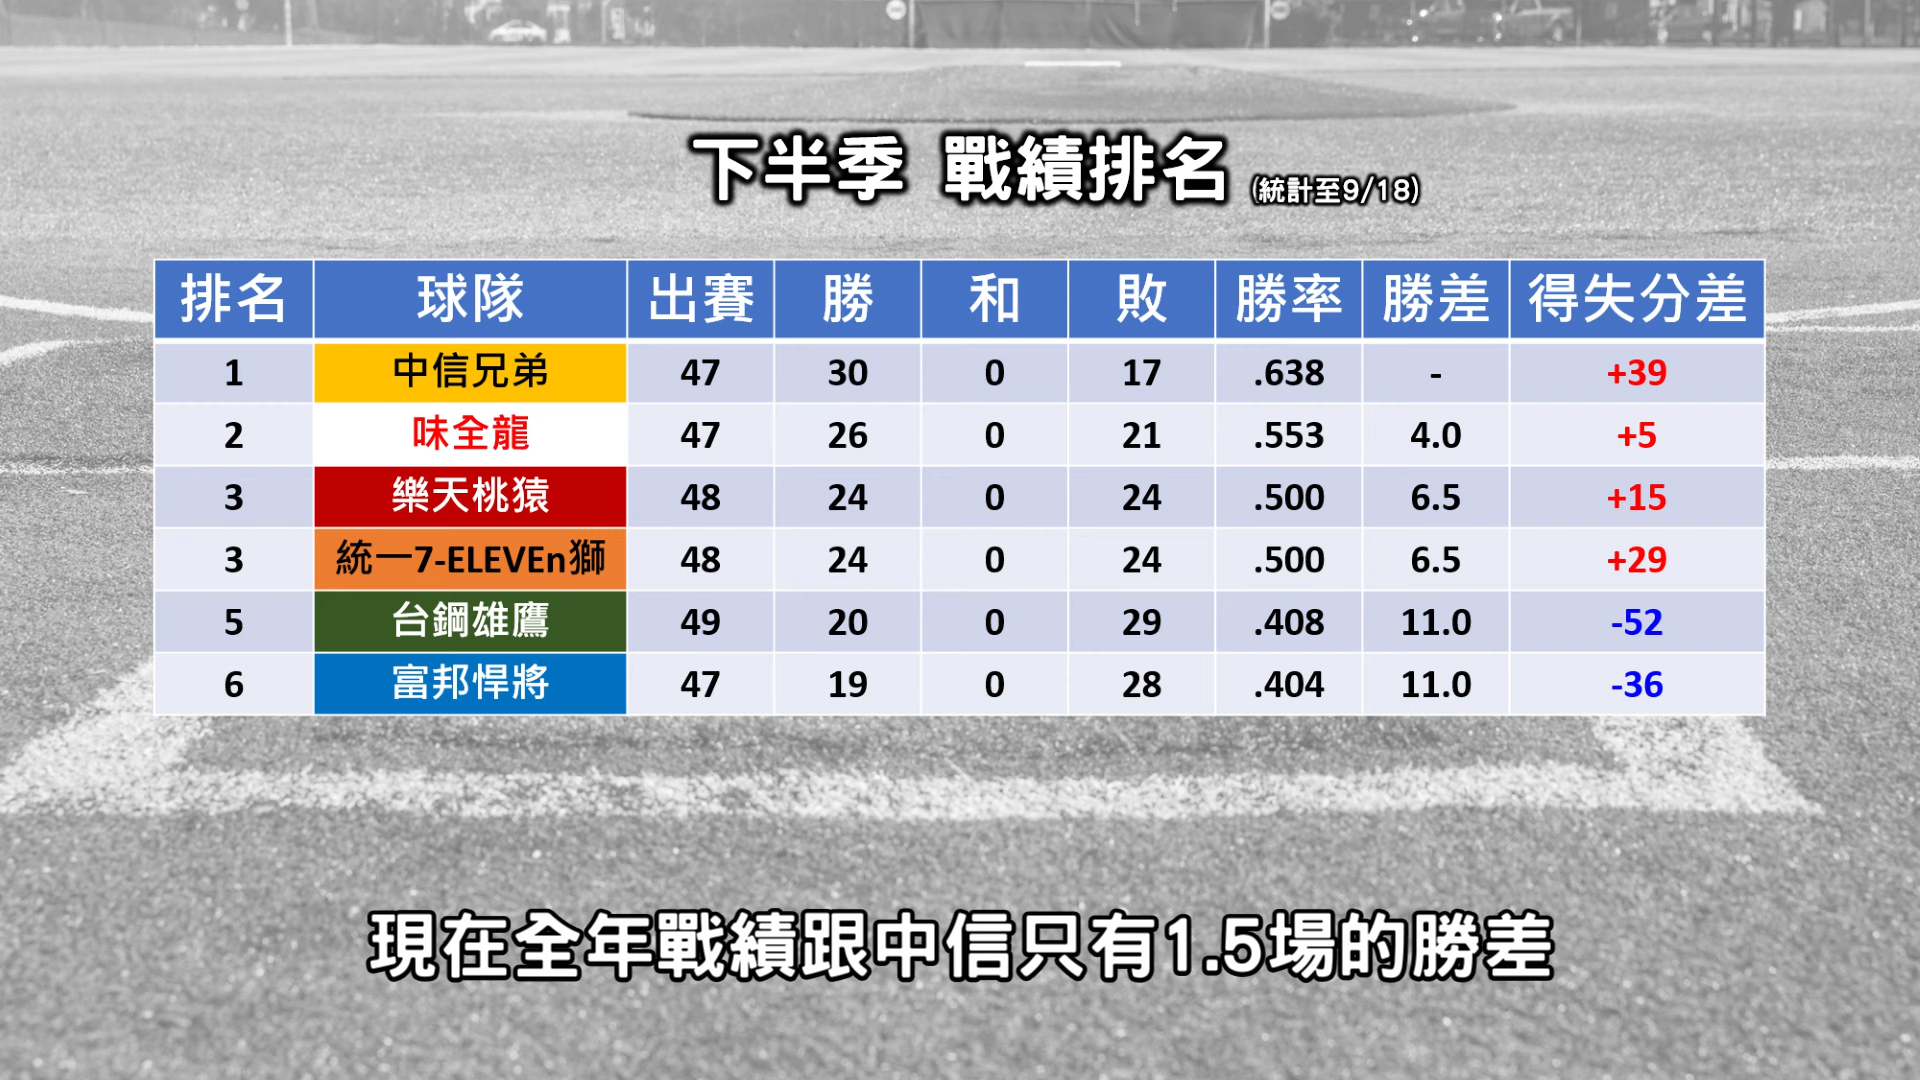 下半季 戰績排名 (統計至9/18)
排名 球隊 出賽 勝 和 敗 勝率 勝差 得失分差
1 中信兄弟 47 30 0 17 .638 - +39
2 味全龍 47 26 0 21 .553 4.0 +5
3 樂天桃猿 48 24 0 24 .500 6.5 +15
3 統一7-ELEVEn獅 48 24 0 24 .500 6.5 +29
5 台鋼雄鷹 49 20 0 29 .408 11.0 -52
6 富邦悍將 47 19 0 28 .404 11.0 -36
現在全年戰績跟中信只有1.5場的勝差